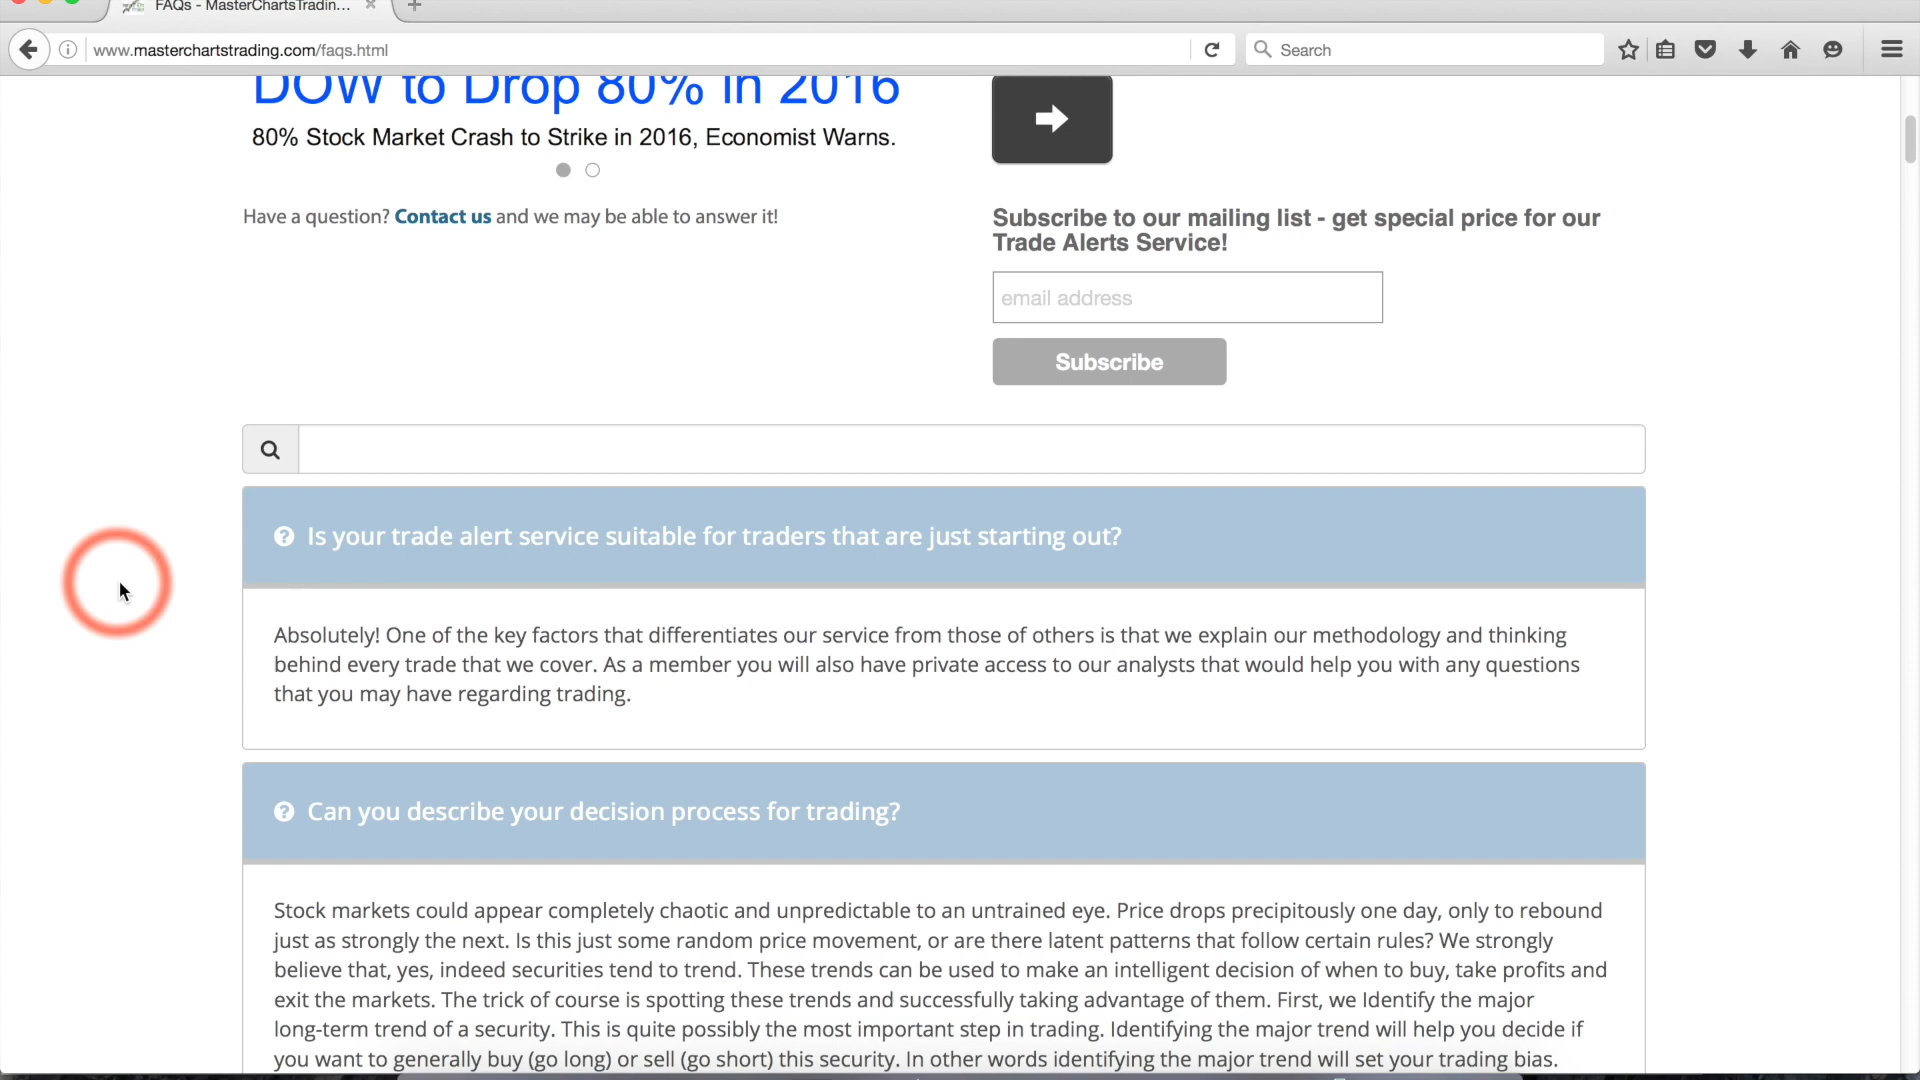 FAQs - MasterChartsTradin...
www.masterchartstrading.com/faqs.html
Search
DOW to Drop 80% in 2016
80% Stock Market Crash to Strike in 2016, Economist Warns.
Have a question? Contact us and we may be able to answer it!
Subscribe to our mailing list - get special price for our
Trade Alerts Service!
email address
Subscribe
Is your trade alert service suitable for traders that are just starting out?
Absolutely! One of the key factors that differentiates our service from those of others is that we explain our methodology and thinking
behind every trade that we cover. As a member you will also have private access to our analysts that would help you with any questions
that you may have regarding trading.
Can you describe your decision process for trading?
Stock markets could appear completely chaotic and unpredictable to an untrained eye. Price drops precipitously one day, only to rebound
just as strongly the next. Is this just some random price movement, or are there latent patterns that follow certain rules? We strongly
believe that, yes, indeed securities tend to trend. These trends can be used to make an intelligent decision of when to buy, take profits and
exit the markets. The trick of course is spotting these trends and successfully taking advantage of them. First, we Identify the major
long-term trend of a security. This is quite possibly the most important step in trading. Identifying the major trend will help you decide if
you want to generally buy (go long) or sell (go short) this security. In other words identifying the major trend will set your trading bias.